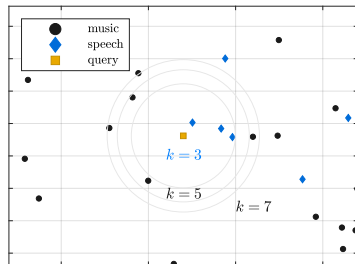 music
speech
query
k = 3
k = 5
k = 7